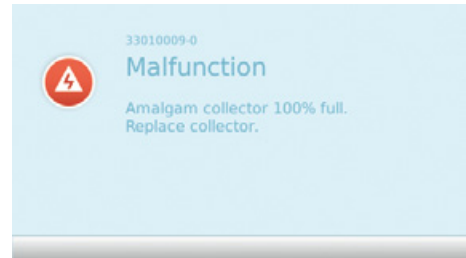 33010009-0
Malfunction
Amalgam collector 100% full.
Replace collector.